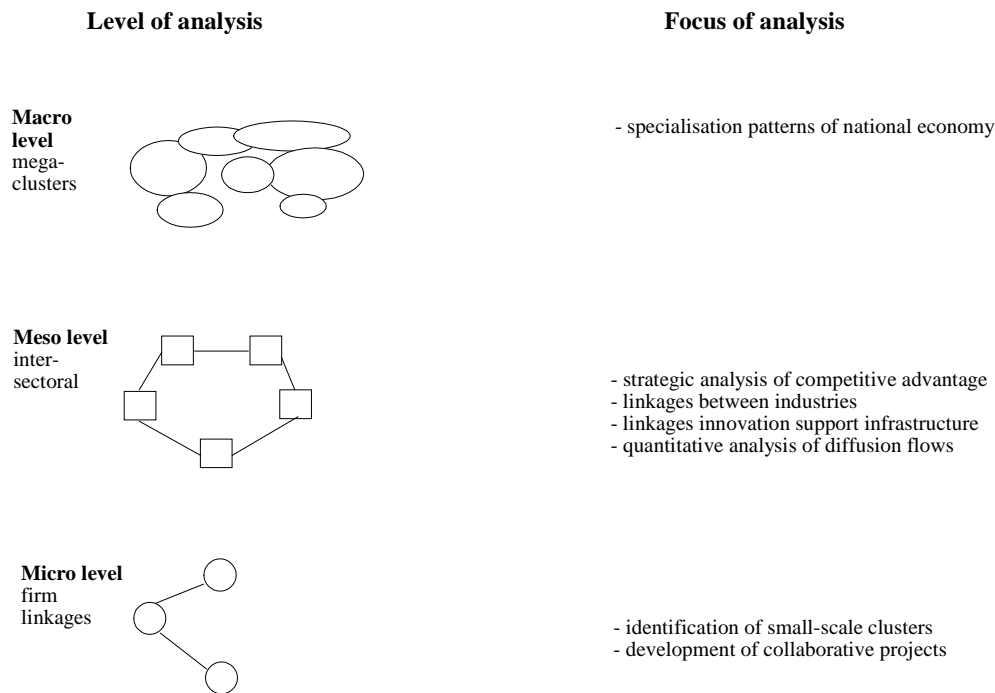 Level of analysis
Focus of analysis
Macro
level
mega-
clusters
- specialisation patterns of national economy
Meso level
inter-
sectoral
- strategic analysis of competitive advantage
- linkages between industries
- linkages innovation support infrastructure
- quantitative analysis of diffusion flows
Micro level
firm
linkages
- identification of small-scale clusters
- development of collaborative projects